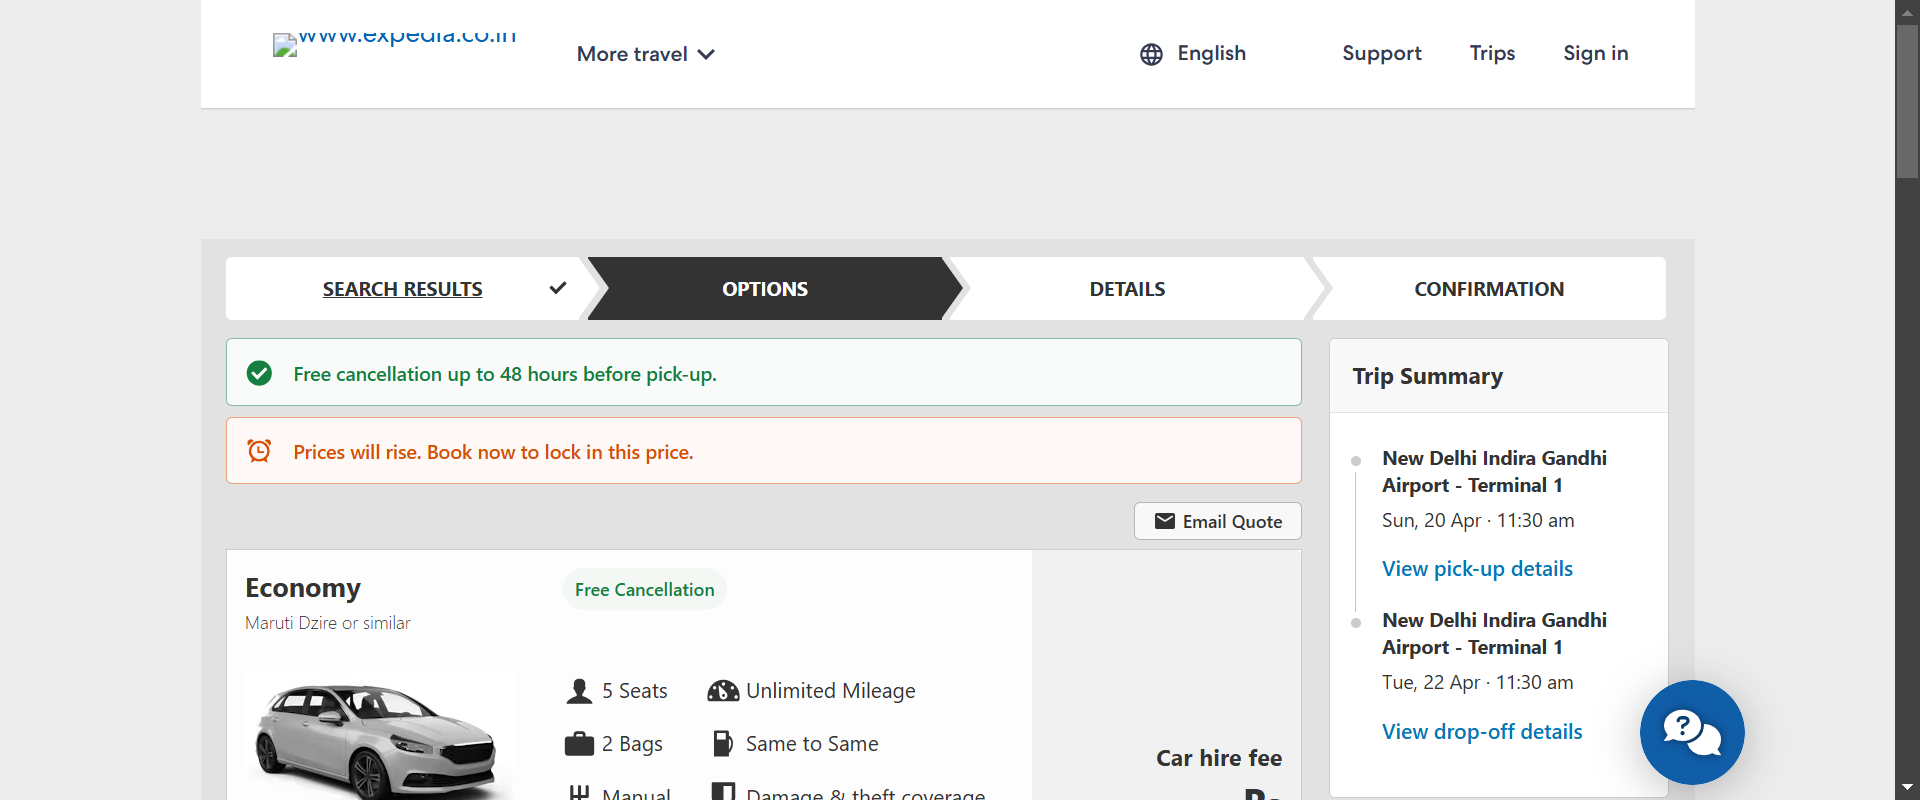 www.expedia.co.in
More travel
English
Support
Trips
Sign in
SEARCH RESULTS
OPTIONS
DETAILS
CONFIRMATION
Free cancellation up to 48 hours before pick-up.
Prices will rise. Book now to lock in this price.
Email Quote
Economy
Maruti Dzire or similar
Free Cancellation
5 Seats
Unlimited Mileage
2 Bags
Same to Same
Manual
Damage & theft coverage
Car hire fee
Rs
Trip Summary
New Delhi Indira Gandhi
Airport - Terminal 1
Sun, 20 Apr · 11:30 am
View pick-up details
New Delhi Indira Gandhi
Airport - Terminal 1
Tue, 22 Apr · 11:30 am
View drop-off details